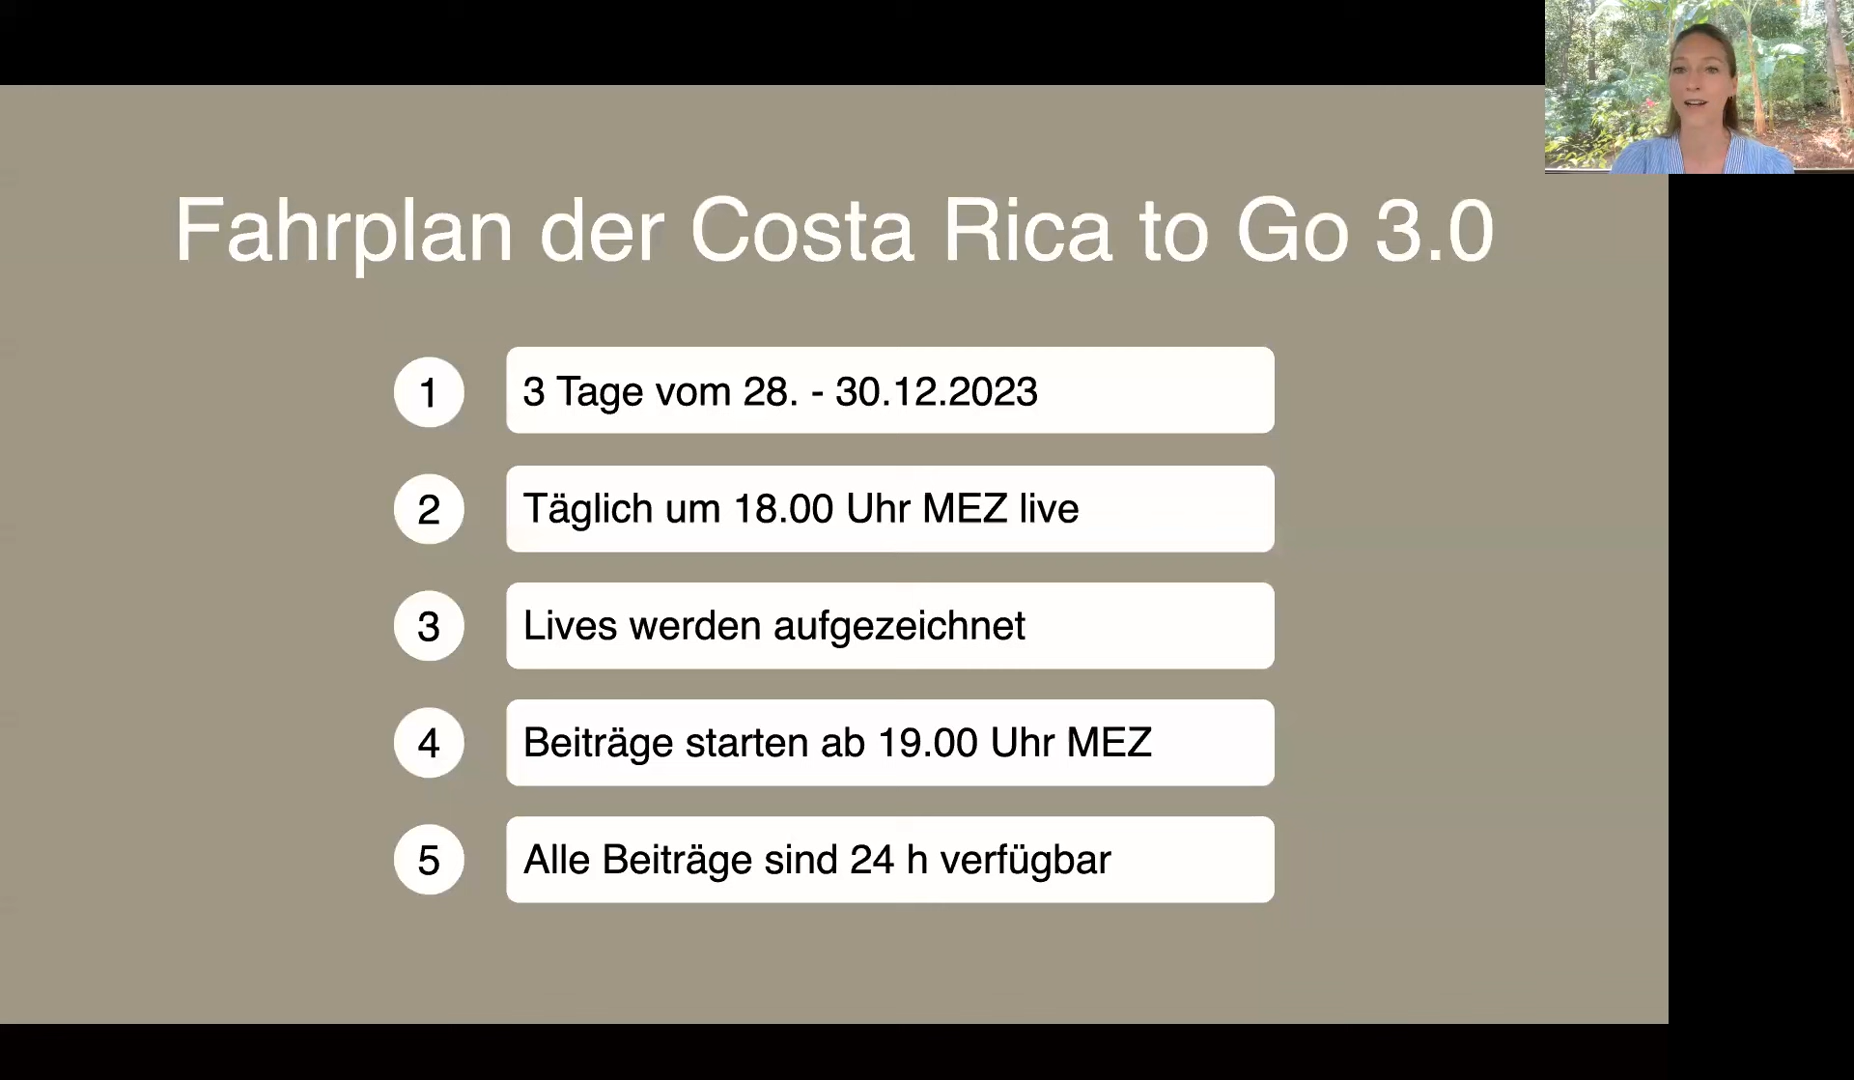 Fahrplan der Costa Rica to Go 3.0
1 3 Tage vom 28. - 30.12.2023
2 Täglich um 18.00 Uhr MEZ live
3 Lives werden aufgezeichnet
4 Beiträge starten ab 19.00 Uhr MEZ
5 Alle Beiträge sind 24 h verfügbar